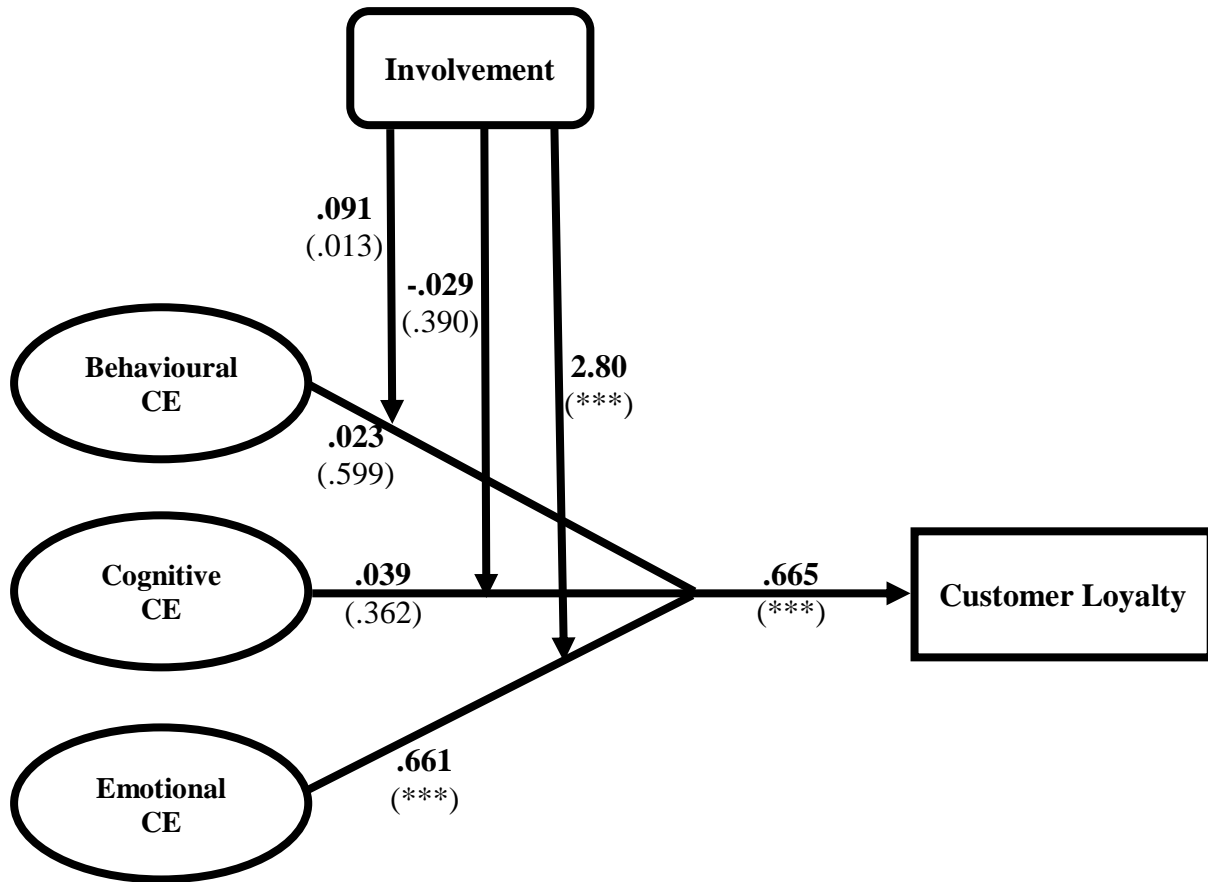 Involvement
.091
(.013)
-.029
(.390)
2.80
(***)
Behavioural
CE
.023
(.599)
Cognitive
CE
.039
(.362)
.665
(***)
Customer Loyalty
.661
(***)
Emotional
CE